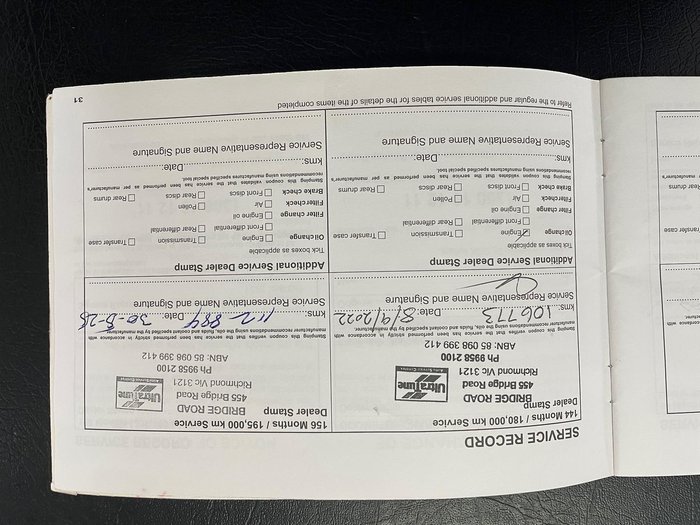 SERVICE RECORD
144 Months / 180,000 km Service
Dealer Stamp
BRIDGE ROAD
455 Bridge Road
Richmond Vic 3121
Ph 9958 2100
ABN: 85 098 399 412
UltraTune
Stamping this coupon verifies that the service has been performed strictly in accordance with
manufacturer recommendations using the oils, fluids and coolant specified by the manufacturer.
kms: 106773 Date: 8/9/2022
Service Representative Name and Signature
156 Months / 195,000 km Service
Dealer Stamp
BRIDGE ROAD
455 Bridge Road
Richmond Vic 3121
Ph 9958 2100
ABN: 85 098 399 412
UltraTune
Stamping this coupon verifies that the service has been performed strictly in accordance with
manufacturer recommendations using the oils, fluids and coolant specified by the manufacturer.
kms: 112-884 Date:
Service Representative Name and Signature
Additional Service Dealer Stamp
Tick boxes as applicable
Oil change Engine Transmission Transfer case
Front differential Rear differential
Filter change Engine oil
Filter check Air Pollen
Brake check Front discs Rear discs Rear drums
Stamping this coupon validates that the service has been performed as per manufacturer's
recommendations using manufacturers specified special tool.
kms: Date:
Service Representative Name and Signature
Additional Service Dealer Stamp
Tick boxes as applicable
Oil change Engine Transmission Transfer case
Front differential Rear differential
Filter change Engine oil
Filter check Air Pollen
Brake check Front discs Rear discs Rear drums
Stamping this coupon validates that the service has been performed as per manufacturer's
recommendations using manufacturers specified special tool.
kms: Date:
Service Representative Name and Signature
Refer to the regular and additional service tables for the details of the items completed
31